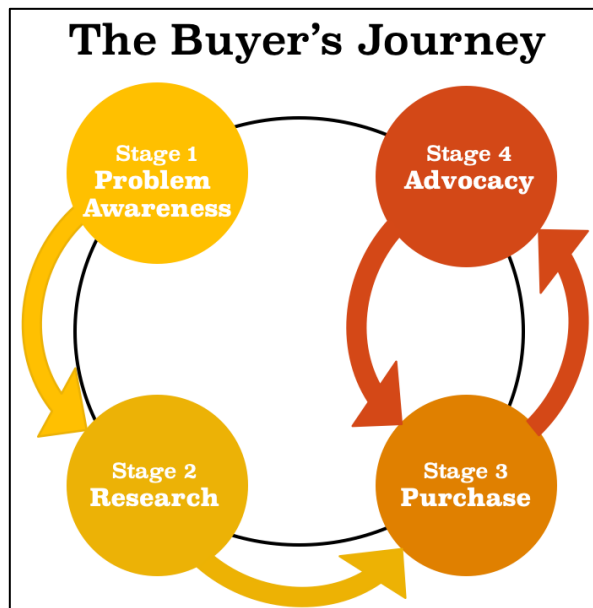 The Buyer's Journey
Stage 1
Problem
Awareness
Stage 2
Research
Stage 3
Purchase
Stage 4
Advocacy